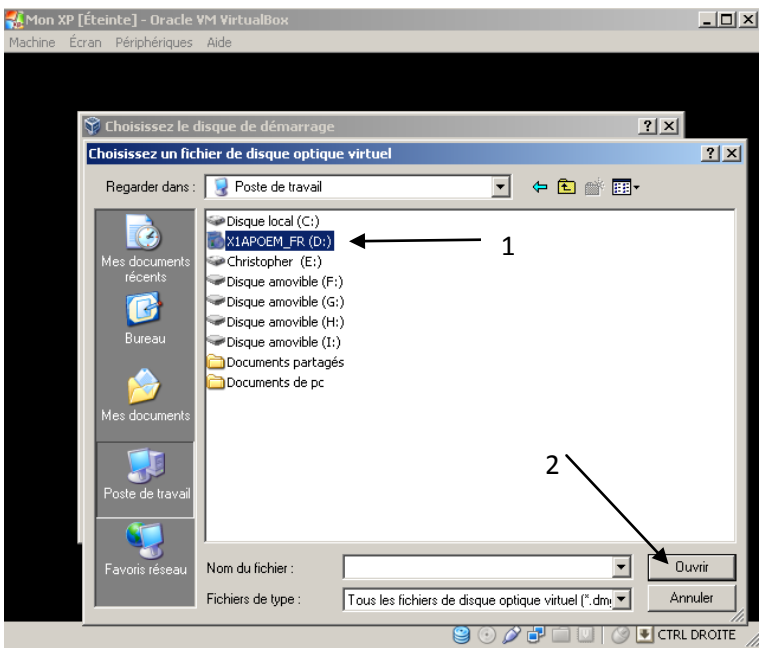 Mon XP [Éteinte] - Oracle VM VirtualBox
Machine Écran Périphériques Aide
Choisissez le disque de démarrage
Choisissez un fichier de disque optique virtuel
Regarder dans : Poste de travail
Mes documents
récents
Bureau
Mes documents
Poste de travail
Favoris réseau
Disque local (C:)
X1APOEM_FR (D:)
1
Christopher (E:)
Disque amovible (F:)
Disque amovible (G:)
Disque amovible (H:)
Disque amovible (I:)
Documents partagés
Documents de pc
2
Nom du fichier :
Ouvrir
Fichiers de type : Tous les fichiers de disque optique virtuel (*.dm
Annuler
CTRL DROITE